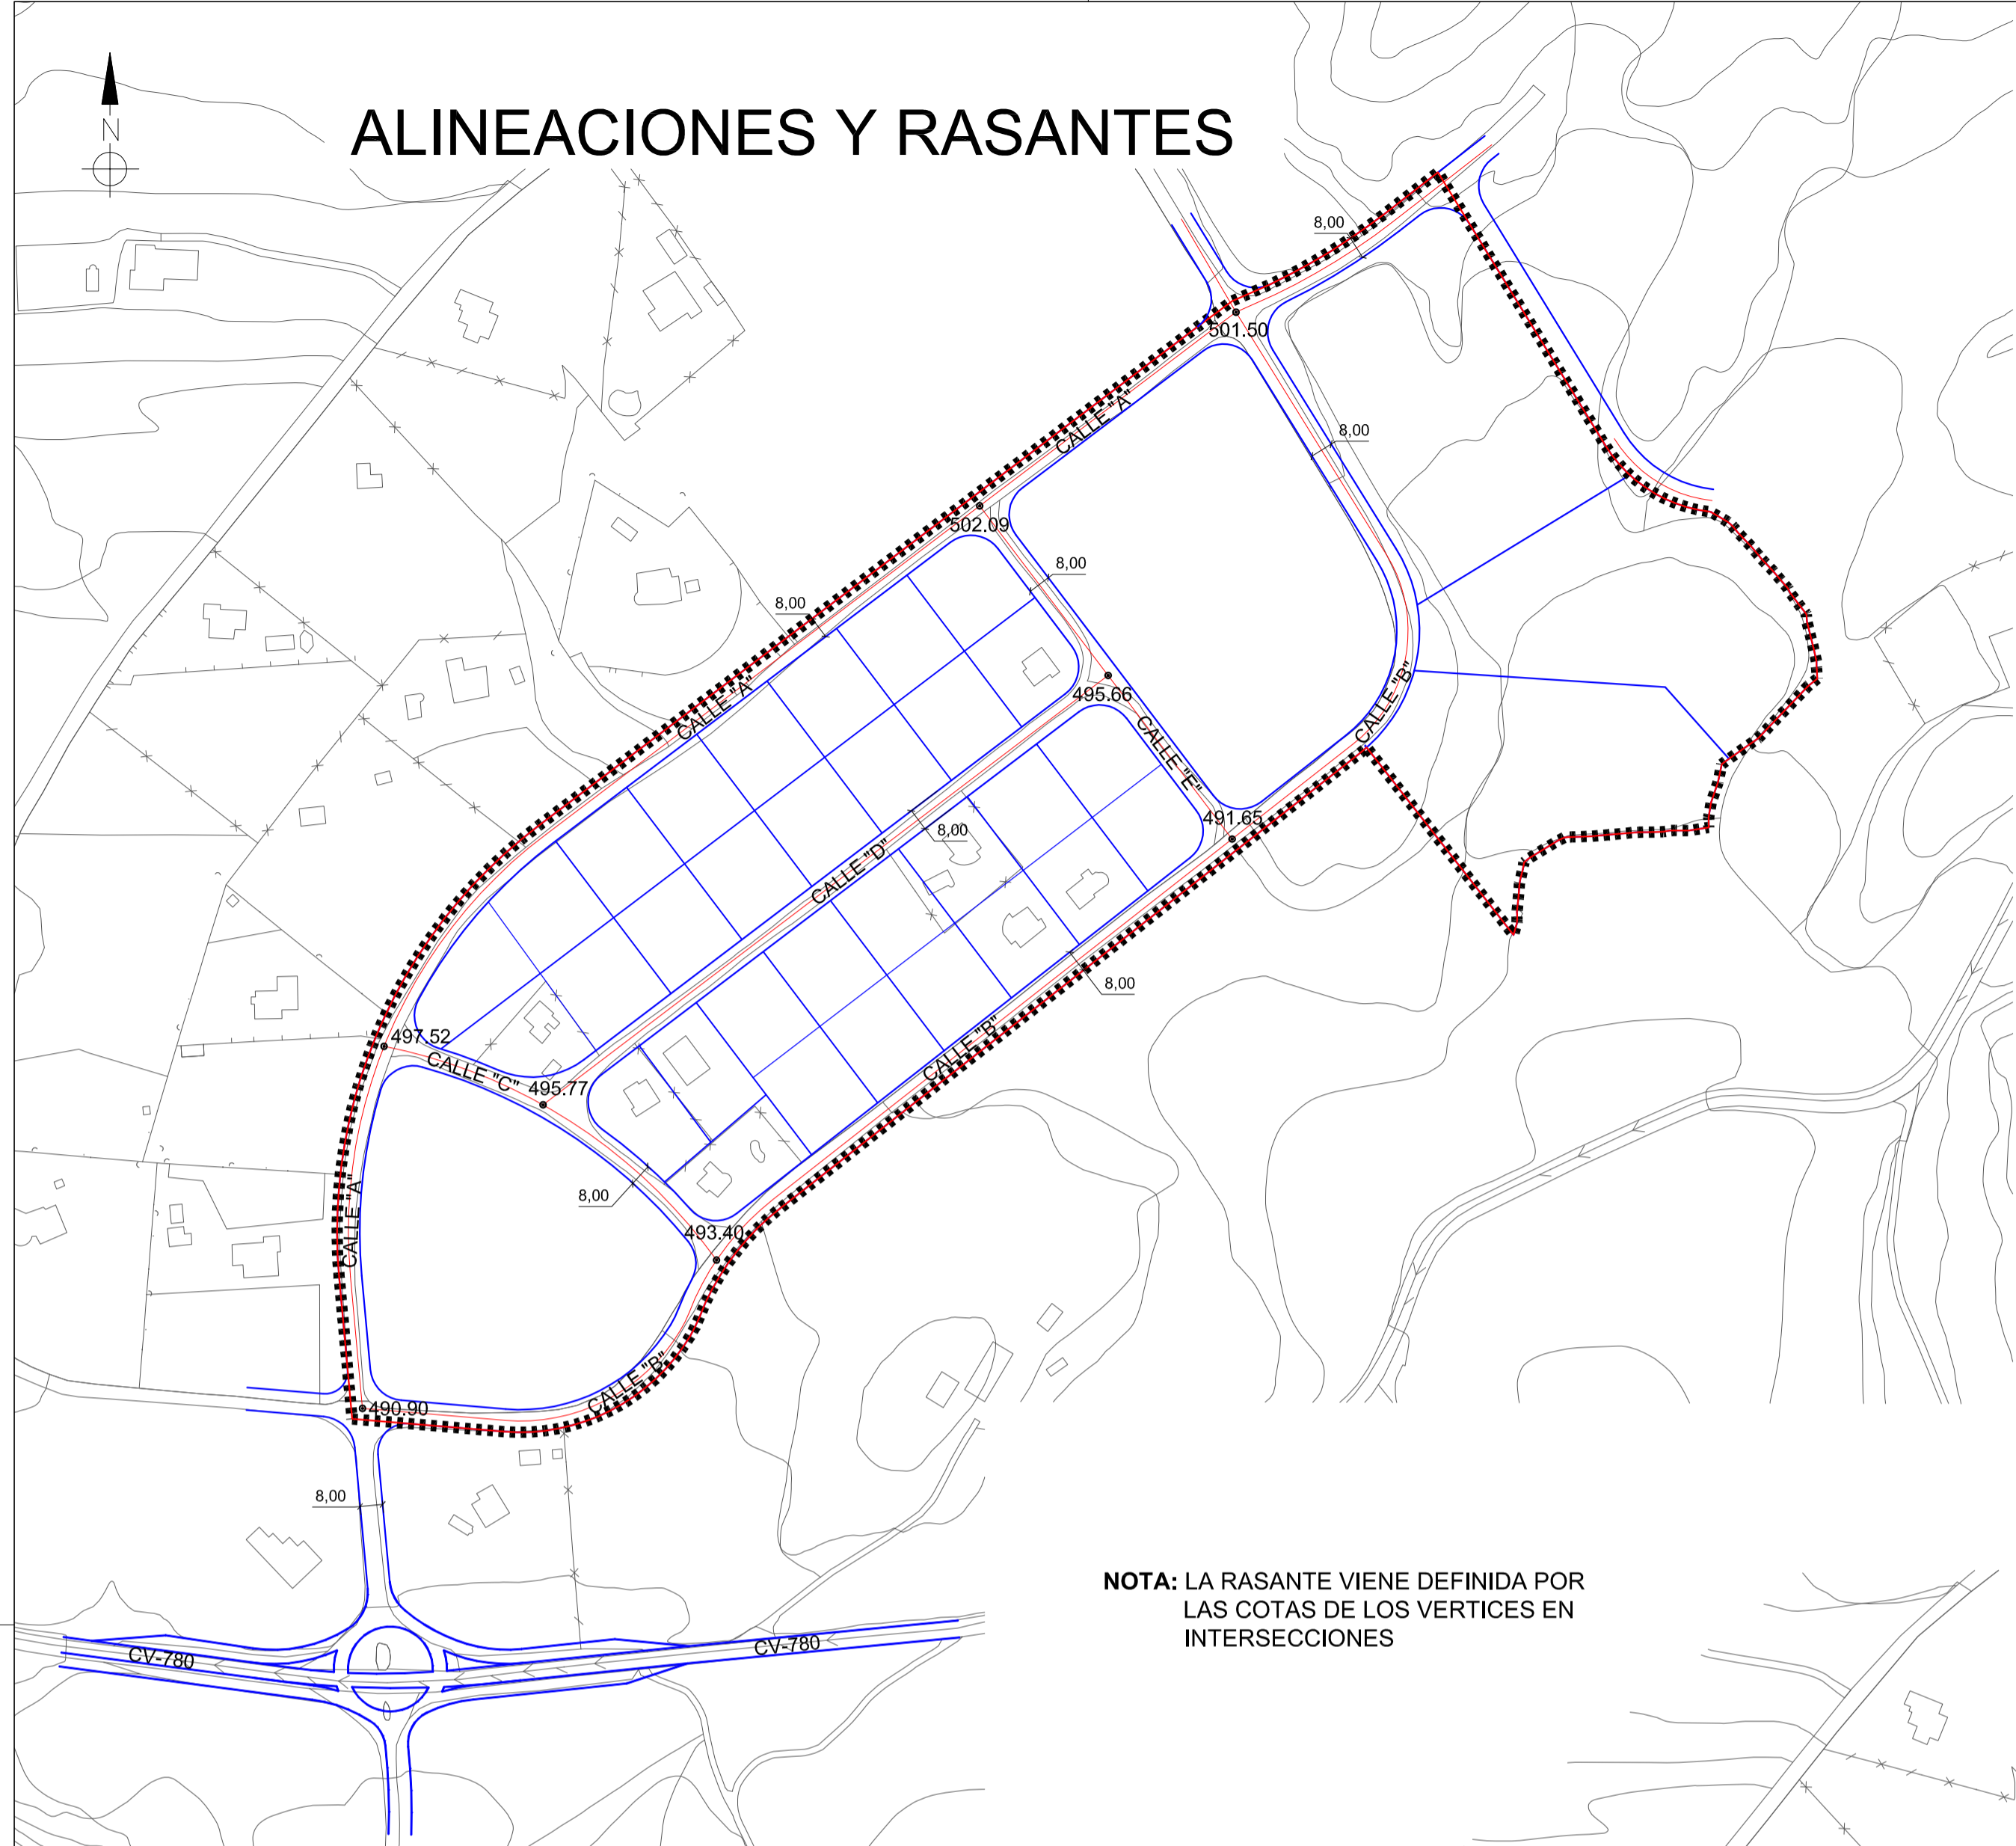 N
ALINEACIONES Y RASANTES
8,00
501.50
CALLE "A"
8,00
502.09
8,00
8,00
CALLE "A"
495.66
CALLE "B"
CALLE "E"
491.65
8,00
CALLE "D"
8,00
CALLE "B"
497.52
CALLE "C"
495.77
8,00
493.40
CALLE "A"
CALLE "B"
490.90
8,00
NOTA: LA RASANTE VIENE DEFINIDA POR
LAS COTAS DE LOS VERTICES EN
INTERSECCIONES
CV-780
CV-780